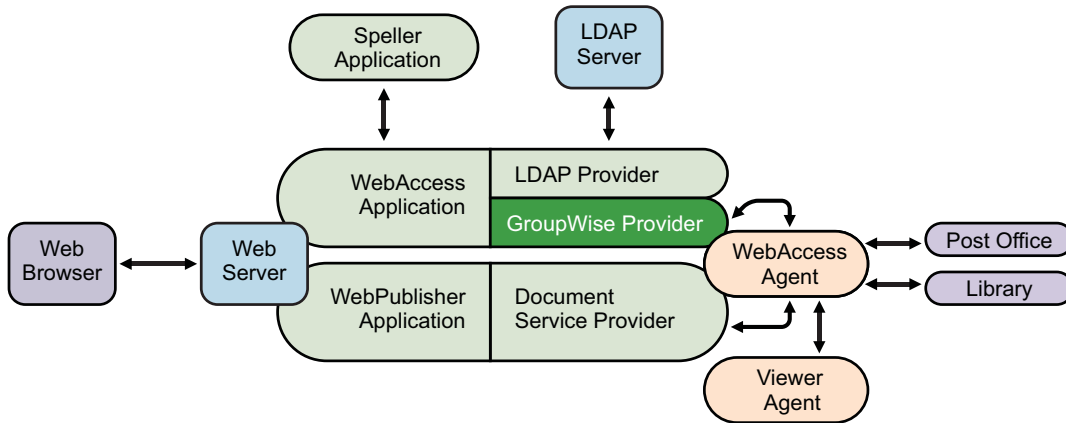 Speller
Application
LDAP
Server
WebAccess
Application
LDAP Provider
GroupWise Provider
Web
Browser
Web
Server
WebAccess
Agent
Post Office
Library
WebPublisher
Application
Document
Service Provider
Viewer
Agent